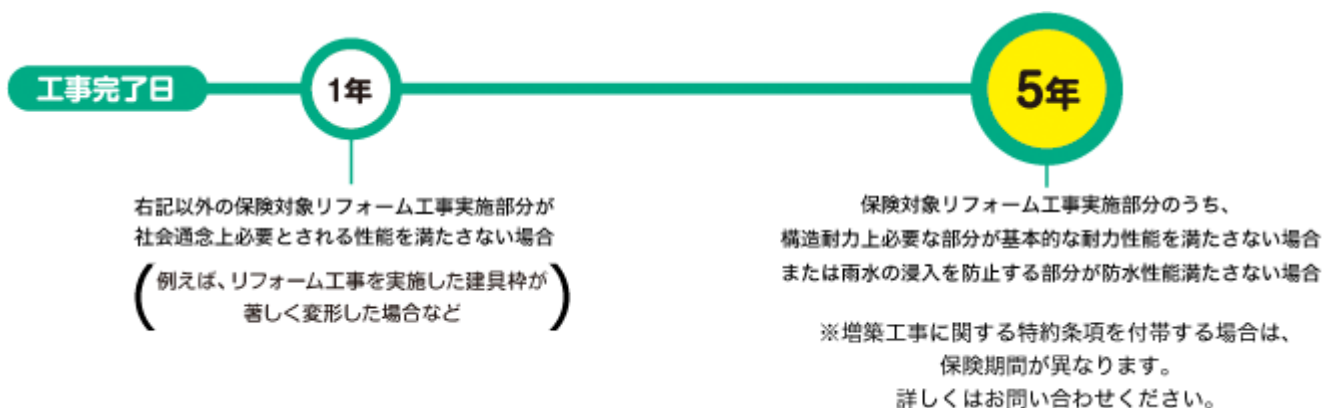 工事完了日
1年
5年
右記以外の保険対象リフォーム工事実施部分が
社会通念上必要とされる性能を満たさない場合
(例えば、リフォーム工事を実施した建具枠が
著しく変形した場合など)
保険対象リフォーム工事実施部分のうち、
構造耐力上必要な部分が基本的な耐力性能を満たさない場合
または雨水の浸入を防止する部分が防水性能満たさない場合
※増築工事に関する特約条項を付帯する場合は、
保険期間が異なります。
詳しくはお問い合わせください。